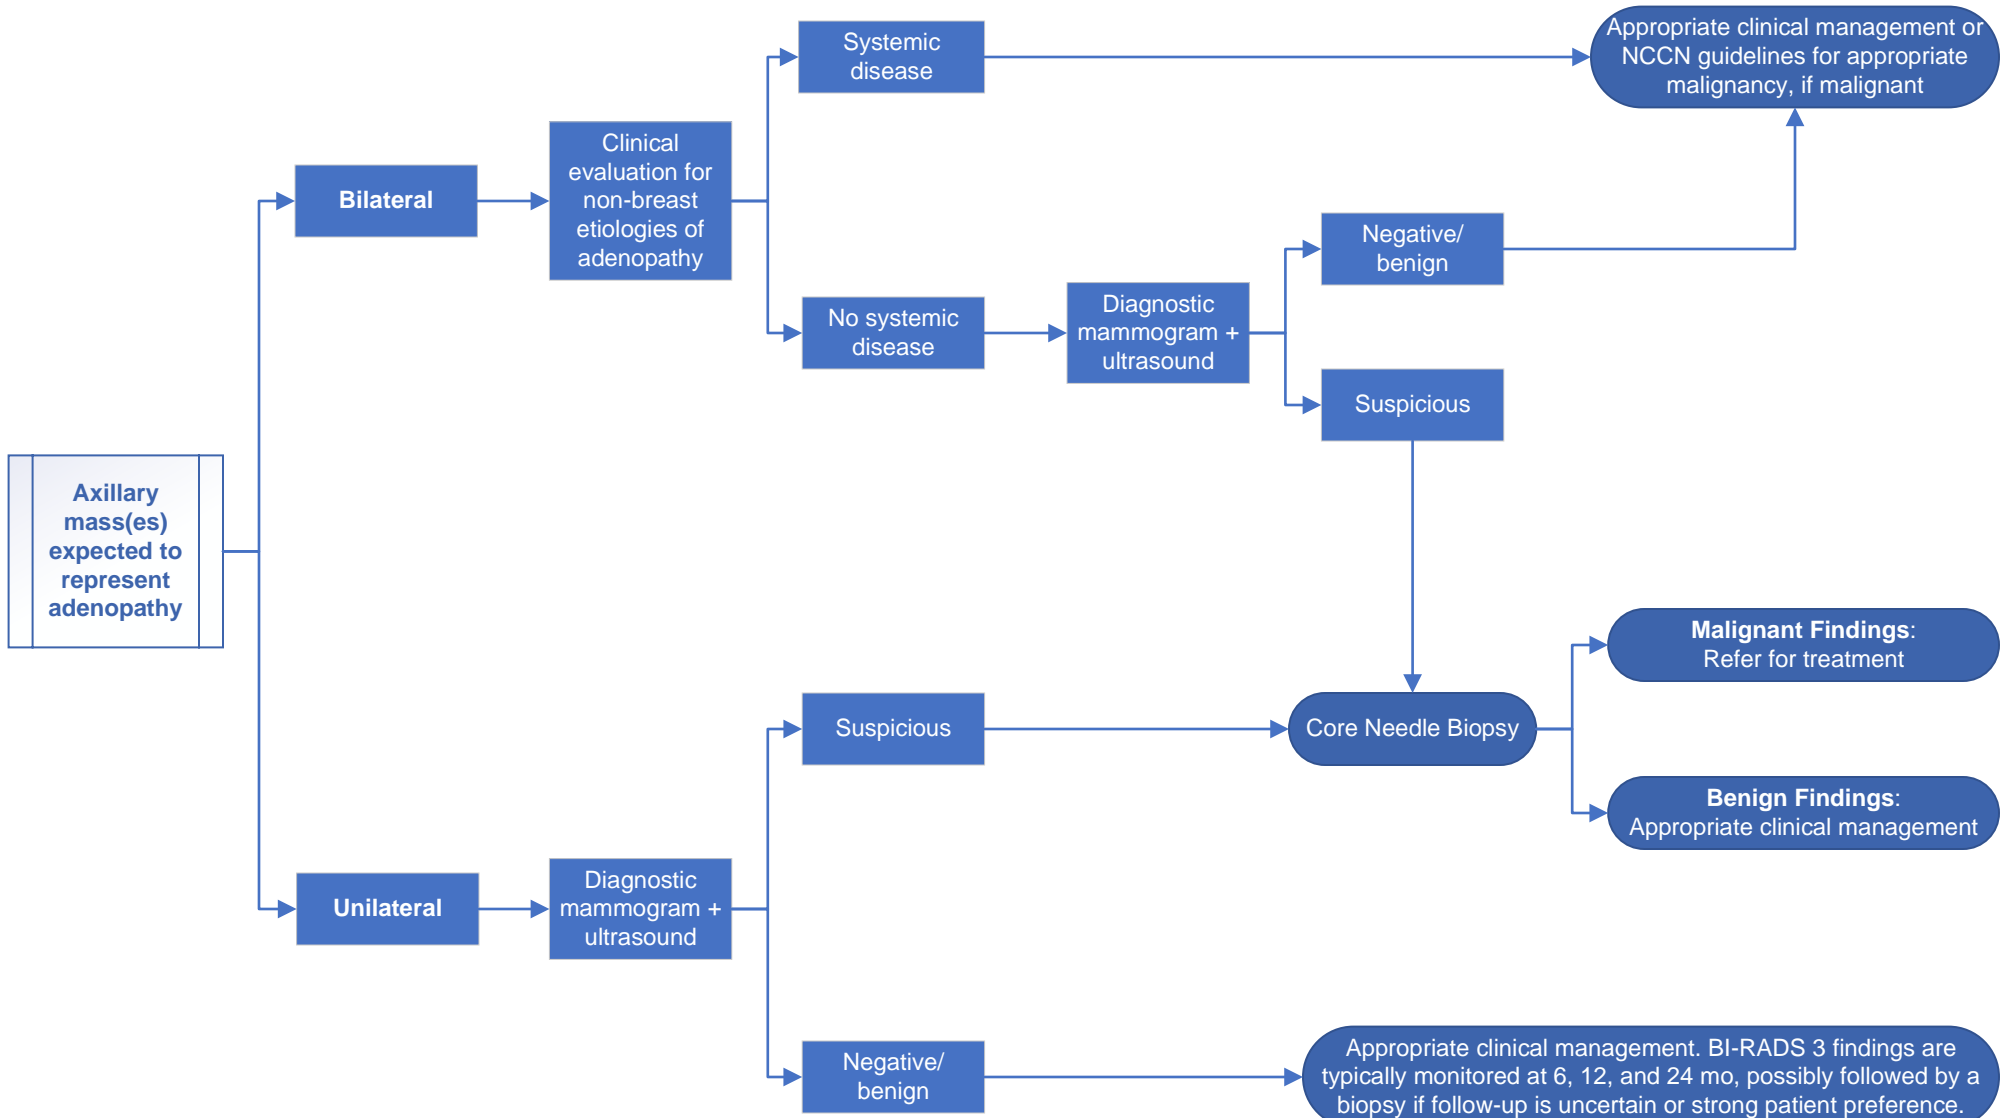 Systemic
disease
Appropriate clinical management or
NCCN guidelines for appropriate
malignancy, if malignant
Clinical
evaluation for
non-breast
etiologies of
adenopathy
Bilateral
Negative/
benign
No systemic
disease
Diagnostic
mammogram +
ultrasound
Suspicious
Axillary
mass(es)
expected to
represent
adenopathy
Malignant Findings:
Refer for treatment
Suspicious
Core Needle Biopsy
Benign Findings:
Appropriate clinical management
Unilateral
Diagnostic
mammogram +
ultrasound
Negative/
benign
Appropriate clinical management. BI-RADS 3 findings are
typically monitored at 6, 12, and 24 mo, possibly followed by a
biopsy if follow-up is uncertain or strong patient preference.